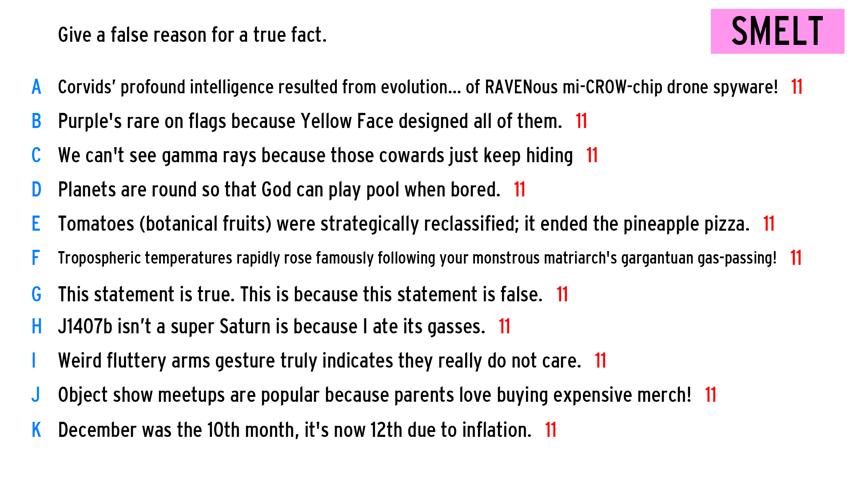 Give a false reason for a true fact.
SMELT
A Corvids’ profound intelligence resulted from evolution... of RAVENous mi-CROW-chip drone spyware! 11
B Purple's rare on flags because Yellow Face designed all of them. 11
C We can't see gamma rays because those cowards just keep hiding 11
D Planets are round so that God can play pool when bored. 11
E Tomatoes (botanical fruits) were strategically reclassified; it ended the pineapple pizza. 11
F Tropospheric temperatures rapidly rose famously following your monstrous matriarch's gargantuan gas-passing! 11
G This statement is true. This is because this statement is false. 11
H J1407b isn’t a super Saturn is because I ate its gasses. 11
I Weird fluttery arms gesture truly indicates they really do not care. 11
J Object show meetups are popular because parents love buying expensive merch! 11
K December was the 10th month, it's now 12th due to inflation. 11